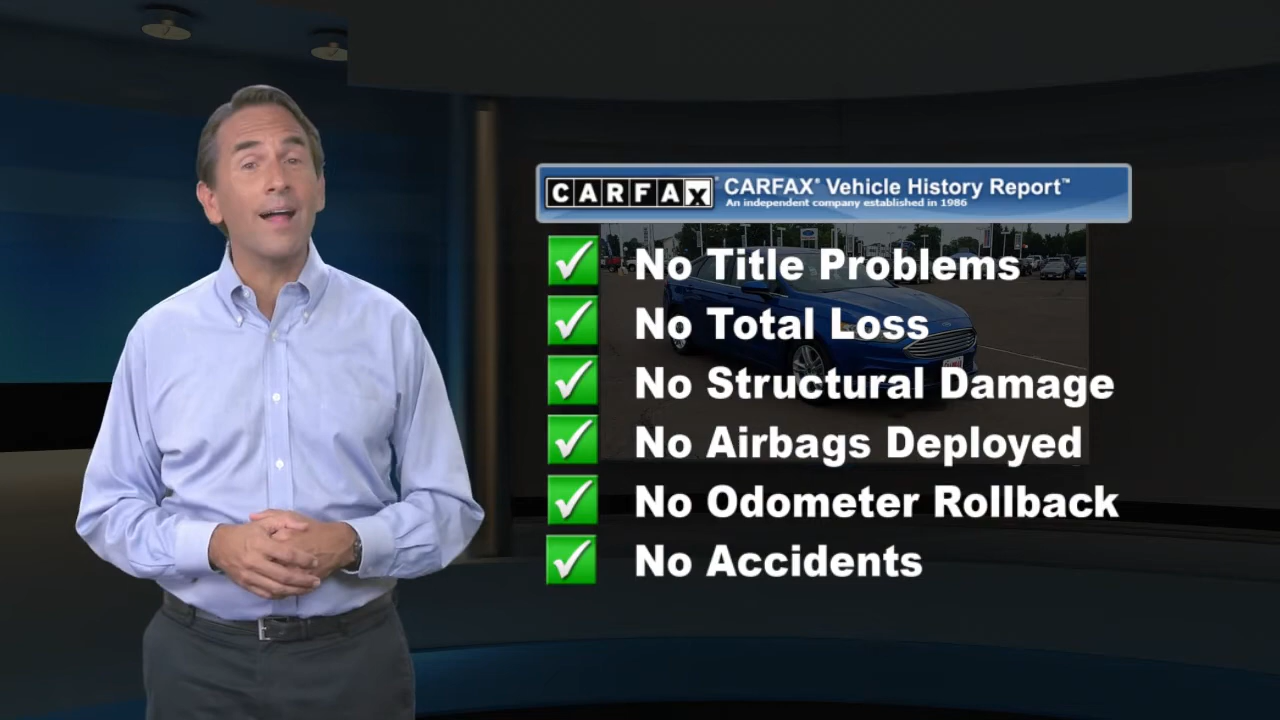 CARFAX
CARFAX® Vehicle History Report™
An independent company established in 1986
No Title Problems
No Total Loss
No Structural Damage
No Airbags Deployed
No Odometer Rollback
No Accidents